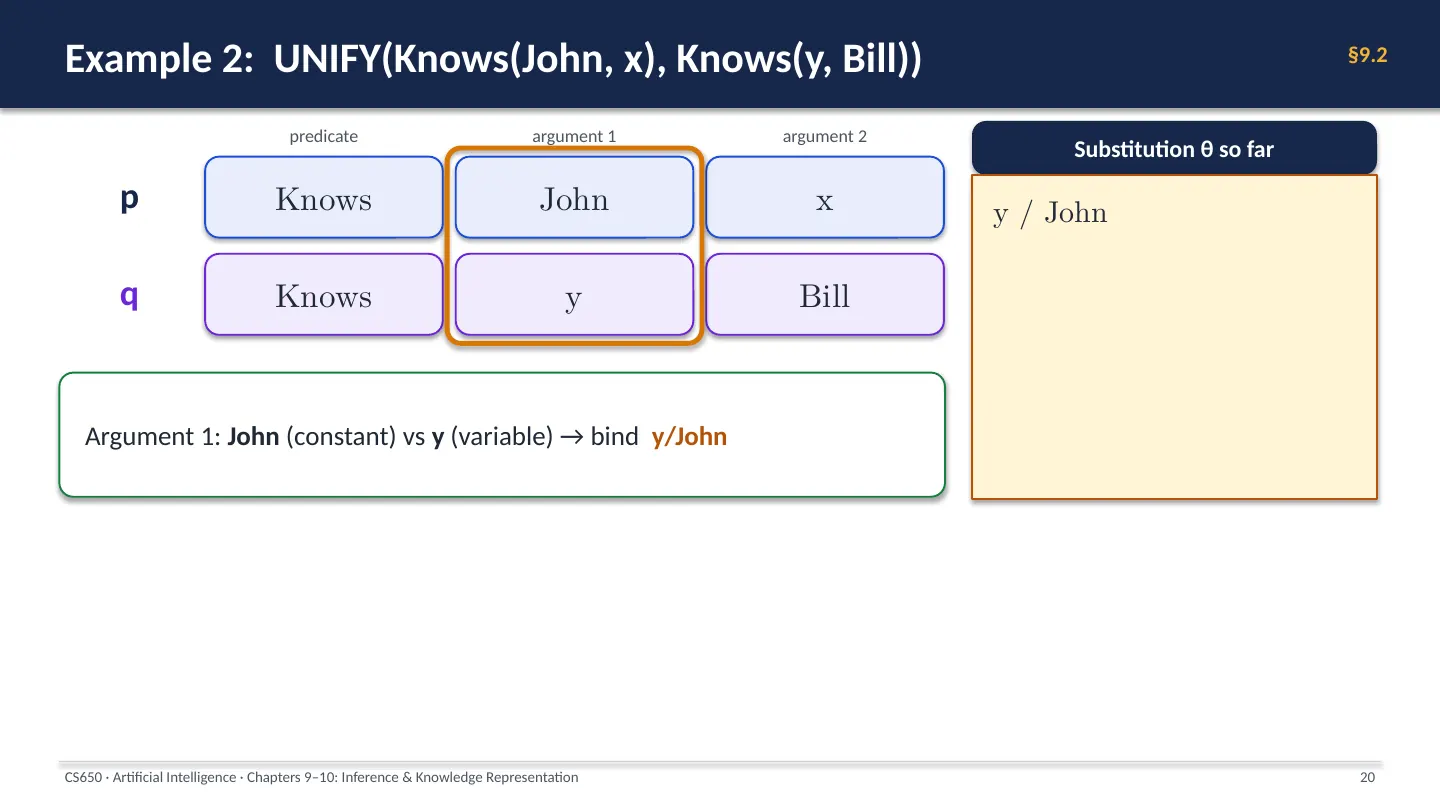 Example 2: UNIFY(Knows(John, x), Knows(y, Bill))
§9.2
predicate
argument 1
argument 2
p
Knows
John
x
q
Knows
y
Bill
Argument 1: John (constant) vs y (variable) → bind y/John
Substitution θ so far
y / John
CS650 · Artificial Intelligence · Chapters 9–10: Inference & Knowledge Representation
20